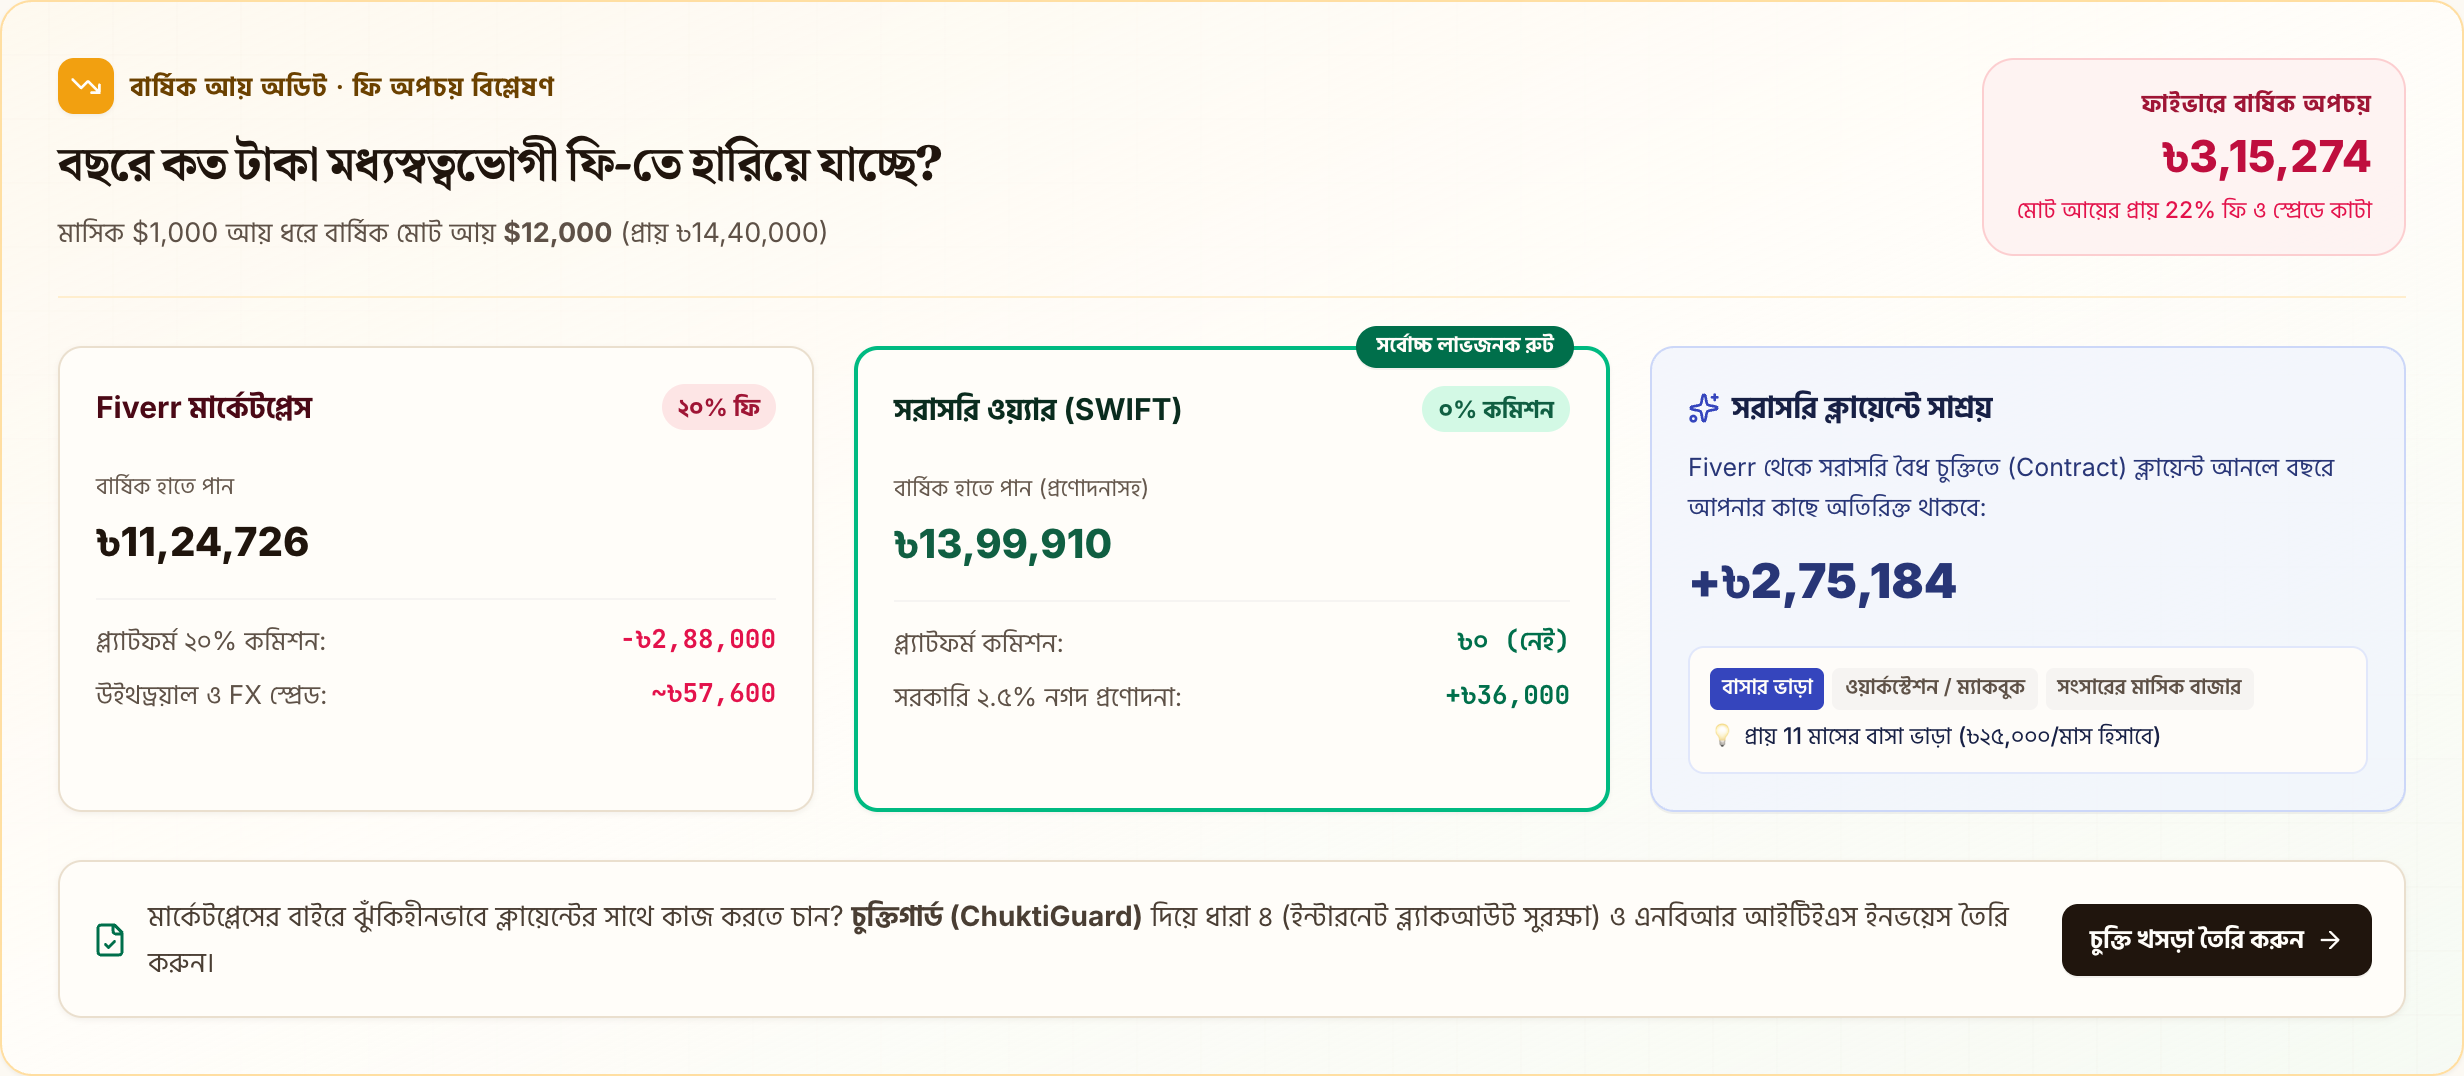 বার্ষিক আয় অডিট · ফি অপচয় বিশ্লেষণ
বছরে কত টাকা মধ্যস্বত্বভোগী ফি-তে হারিয়ে যাচ্ছে?
মাসিক $1,000 আয় ধরে বার্ষিক মোট আয় $12,000 (প্রায় ৳14,40,000)
ফাইভারে বার্ষিক অপচয়
৳3,15,274
মোট আয়ের প্রায় 22% ফি ও স্প্রেডে কাটা
Fiverr মার্কেটপ্লেস
২০% ফি
বার্ষিক হাতে পান
৳11,24,726
প্ল্যাটফর্ম ২০% কমিশন:
-৳2,88,000
উইথড্রয়াল ও FX স্প্রেড:
~৳57,600
সর্বোচ্চ লাভজনক রুট
সরাসরি ওয়্যার (SWIFT)
০% কমিশন
বার্ষিক হাতে পান (প্রণোদনাসহ)
৳13,99,910
প্ল্যাটফর্ম কমিশন:
৳০ (নেই)
সরকারি ২.৫% নগদ প্রণোদনা:
+৳36,000
সরাসরি ক্লায়েন্টে সাশ্রয়
Fiverr থেকে সরাসরি বৈধ চুক্তিতে (Contract) ক্লায়েন্ট আনলে বছরে
আপনার কাছে অতিরিক্ত থাকবে:
+৳2,75,184
বাসার ভাড়া
ওয়ার্কস্টেশন / ম্যাকবুক
সংসারের মাসিক বাজার
💡 প্রায় 11 মাসের বাসা ভাড়া (৳২৫,০০০/মাস হিসাবে)
মার্কেটপ্লেসের বাইরে ঝুঁকিহীনভাবে ক্লায়েন্টের সাথে কাজ করতে চান? চুক্তিগার্ড (ChuktiGuard) দিয়ে ধারা ৪ (ইন্টারনেট ব্ল্যাকআউট সুরক্ষা) ও এনবিআর আইটিইএস ইনভয়েস তৈরি
করুন।
চুক্তি খসড়া তৈরি করুন →